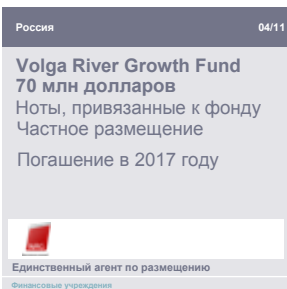 Россия 04/11
Volga River Growth Fund
70 млн долларов
Ноты, привязанные к фонду
Частное размещение
Погашение в 2017 году
Единственный агент по размещению
Финансовые учреждения